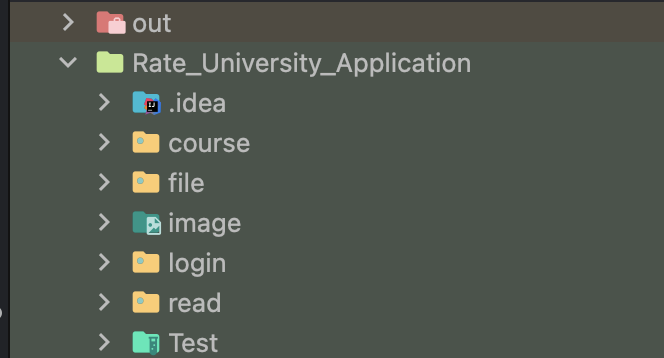 out
Rate_University_Application
.idea
course
file
image
login
read
Test